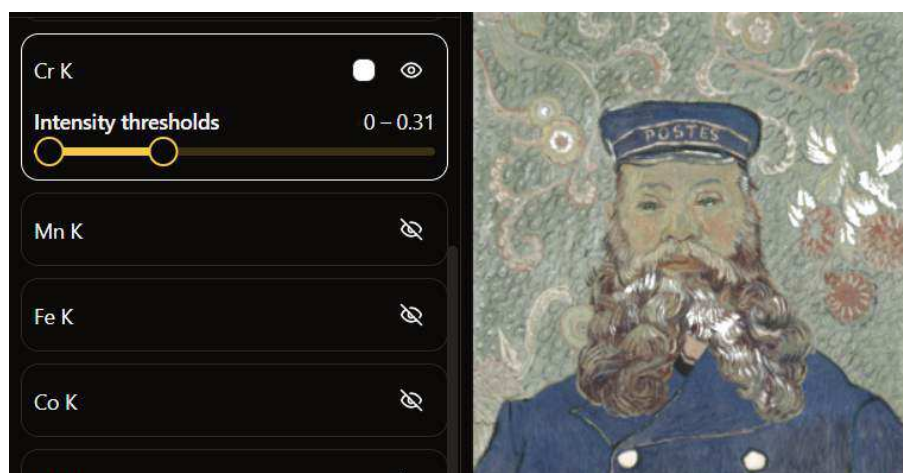 Cr K
Intensity thresholds 0 – 0.31
Mn K
Fe K
Co K
POSTES